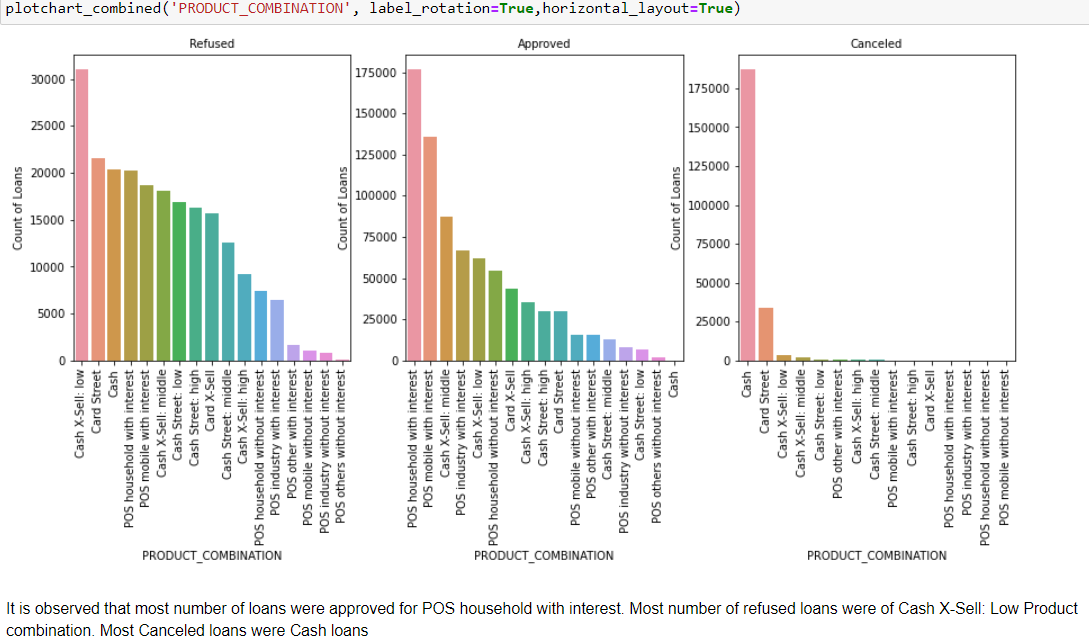 plotchart_combined('PRODUCT_COMBINATION', label_rotation=True,horizontal_layout=True)
Refused
Count of Loans
30000
25000
20000
15000
10000
5000
0
Cash X-Sell: low
Card Street
Cash
POS household with interest
POS mobile with interest
Cash X-Sell: middle
Cash Street: low
Cash Street: high
Card X-Sell
Cash Street: middle
Cash X-Sell: high
POS household without interest
POS industry with interest
POS other with interest
POS mobile without interest
POS industry without interest
POS others without interest
PRODUCT_COMBINATION
Approved
Count of Loans
175000
150000
125000
100000
75000
50000
25000
0
POS household with interest
POS mobile with interest
Cash X-Sell: middle
POS industry with interest
Cash X-Sell: low
POS household without interest
Card X-Sell
Cash X-Sell: high
Cash Street: high
Card Street
POS mobile without interest
POS other with interest
Cash Street: middle
POS industry without interest
Cash Street: low
POS others without interest
Cash
PRODUCT_COMBINATION
Canceled
Count of Loans
175000
150000
125000
100000
75000
50000
25000
0
Cash
Card Street
Cash X-Sell: low
Cash X-Sell: middle
Cash Street: low
POS other with interest
Cash X-Sell: high
Cash Street: middle
POS mobile with interest
Cash Street: high
Card X-Sell
POS household with interest
POS industry with interest
POS household without interest
POS mobile without interest
PRODUCT_COMBINATION
It is observed that most number of loans were approved for POS household with interest. Most number of refused loans were of Cash X-Sell: Low Product
combination. Most Canceled loans were Cash loans